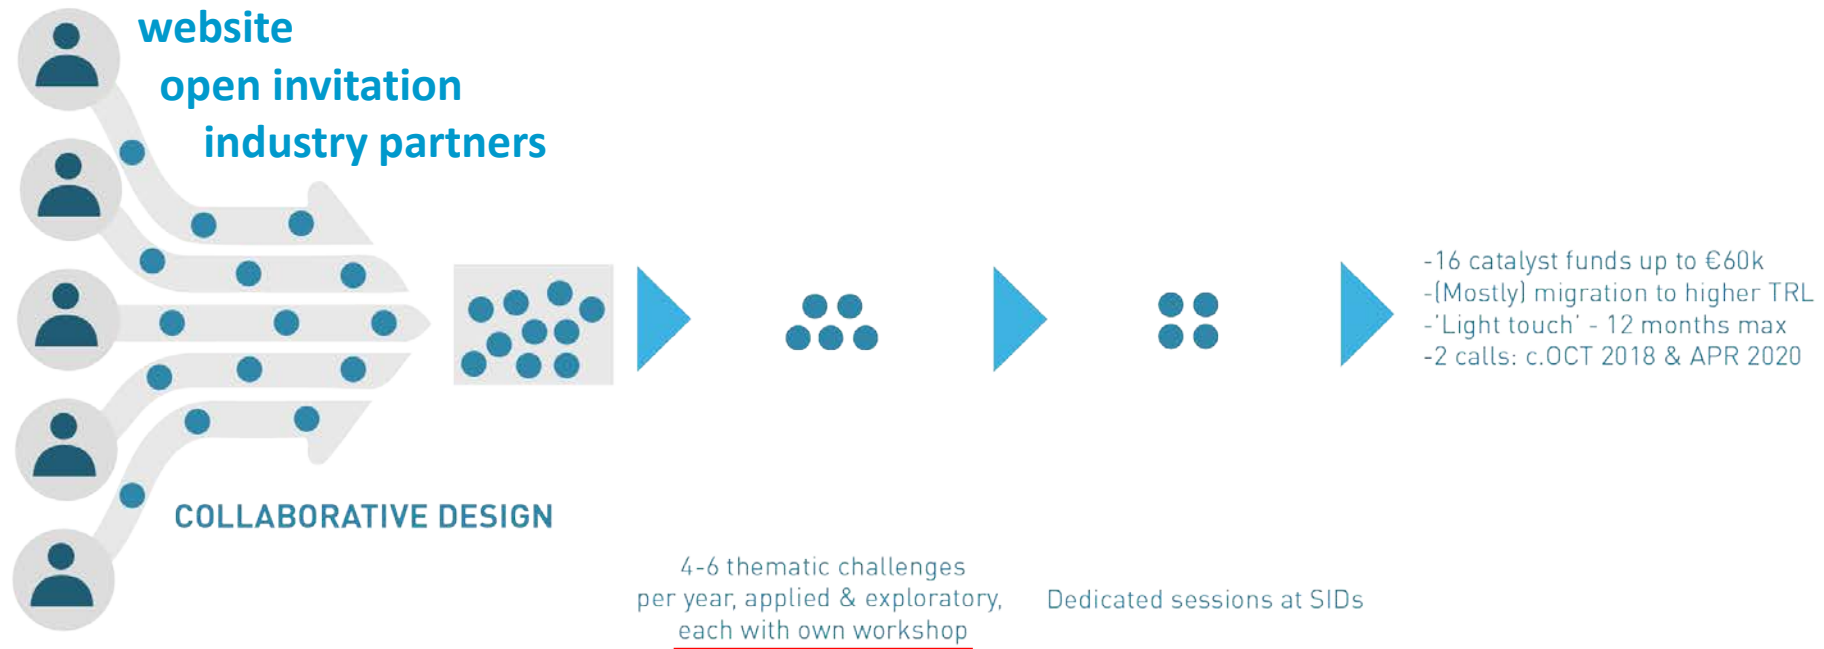 website
open invitation
industry partners
COLLABORATIVE DESIGN
4-6 thematic challenges
per year, applied & exploratory,
each with own workshop
Dedicated sessions at SIDs
-16 catalyst funds up to €60k
-(Mostly) migration to higher TRL
-'Light touch' - 12 months max
-2 calls: c.OCT 2018 & APR 2020